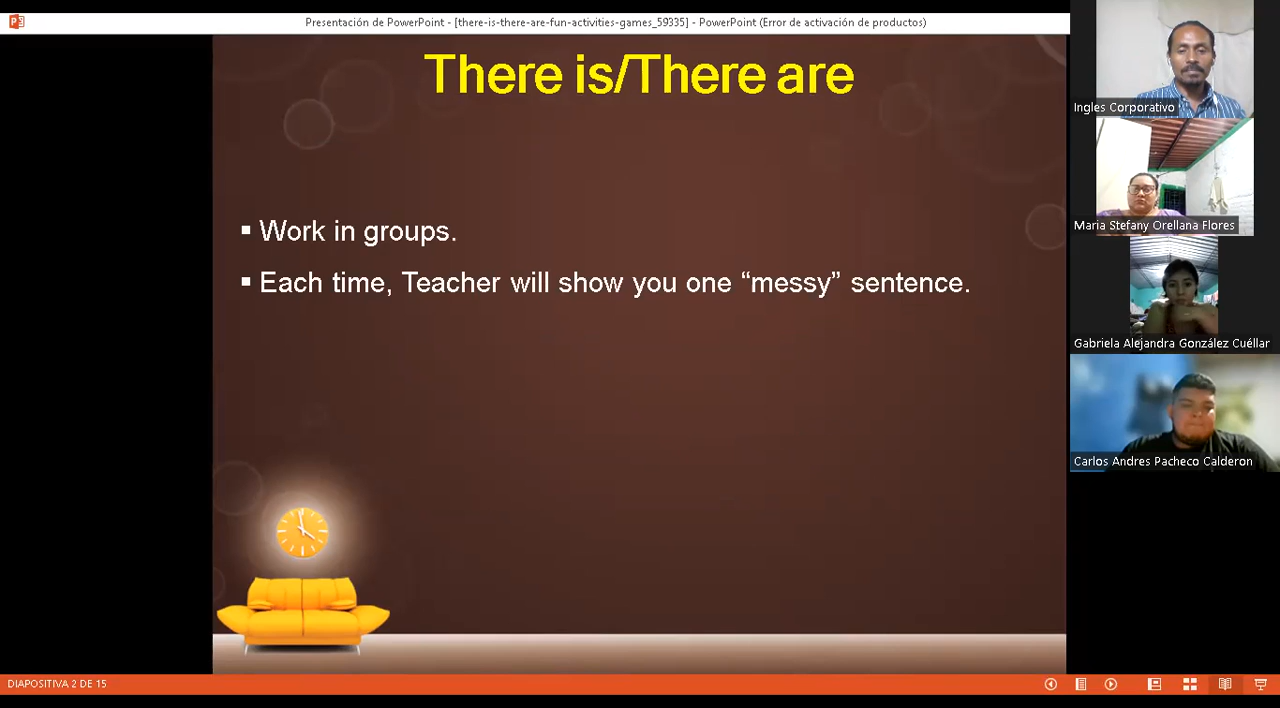 Presentación de PowerPoint - [there-is-there-are-fun-activities-games_59335] - PowerPoint (Error de activación de productos)
There is/There are
▪ Work in groups.
▪ Each time, Teacher will show you one “messy” sentence.
Ingles Corporativo
Maria Stefany Orellana Flores
Gabriela Alejandra González Cuéllar
Carlos Andres Pacheco Calderon
DIAPOSITIVA 2 DE 15